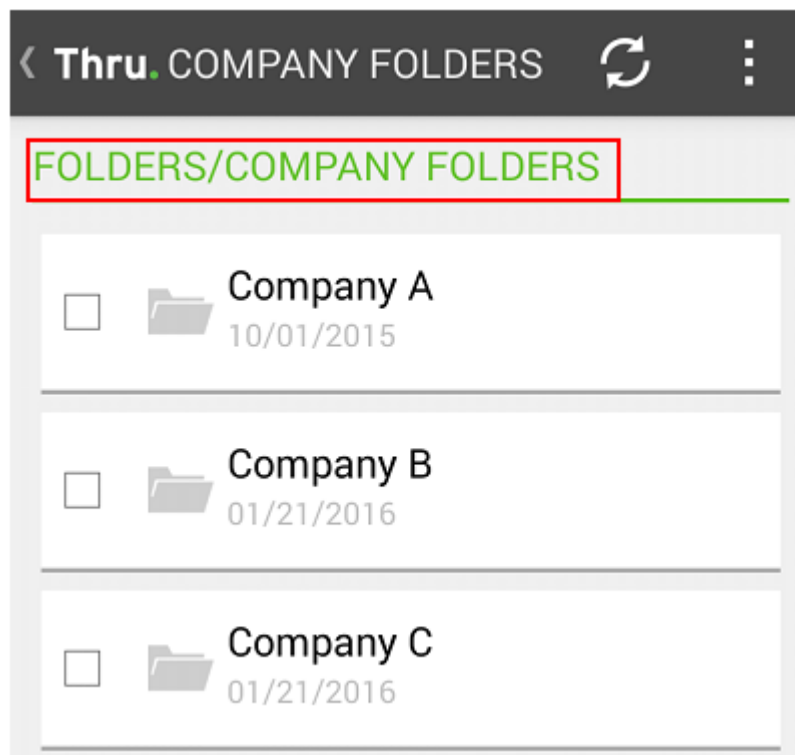 Thru. COMPANY FOLDERS
FOLDERS/COMPANY FOLDERS
Company A
10/01/2015
Company B
01/21/2016
Company C
01/21/2016